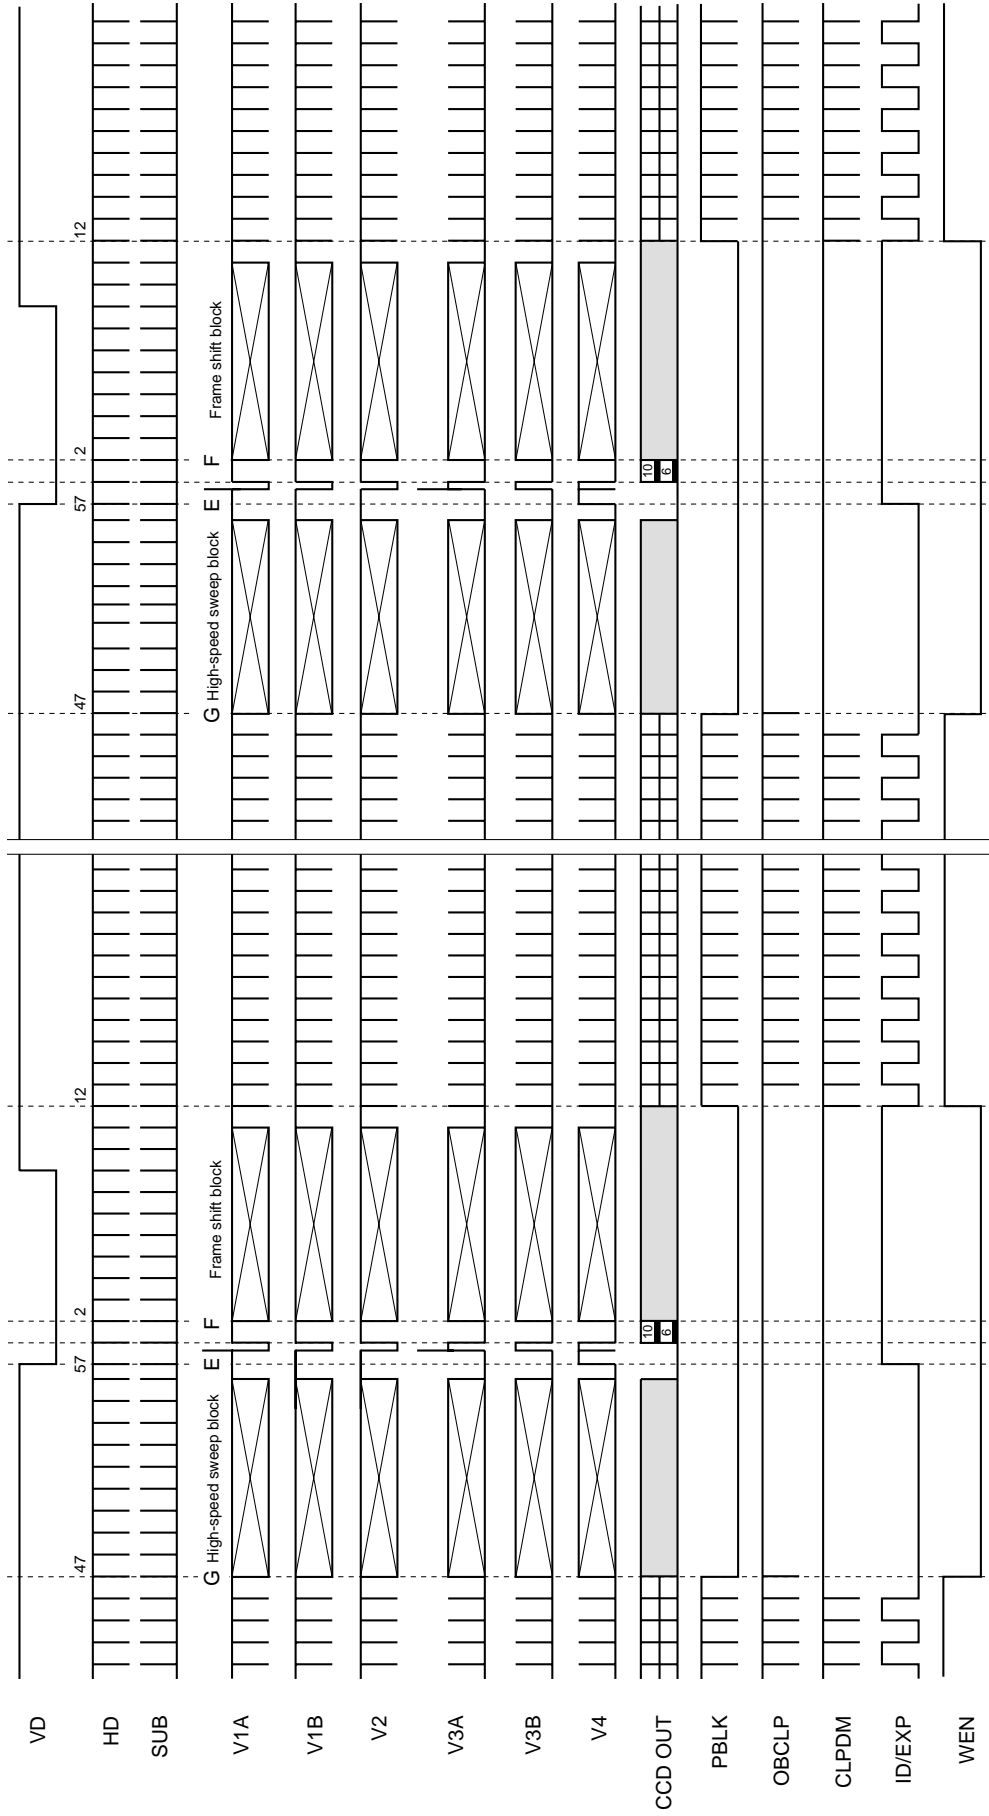 VD
HD
SUB
V1A
V1B
V2
V3A
V3B
V4
CCD OUT
PBLK
OBCLP
CLPDM
ID/EXP
WEN
47
57
2
12
47
57
2
12
G High-speed sweep block
E
F
Frame shift block
G High-speed sweep block
E
F
Frame shift block
10
6
10
6